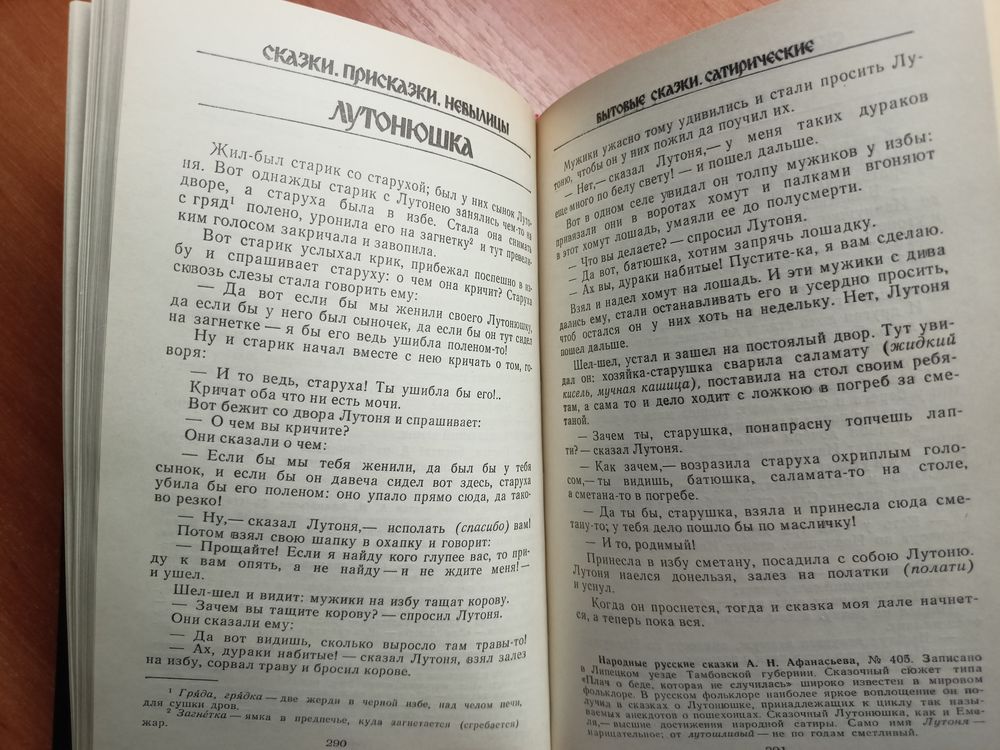 СКАЗКИ. ПРИСКАЗКИ. НЕБЫЛИЦЫ
ЛУТОНЮШКА
Жил-был старик со старухой; был у них сынок Луто-
ня. Вот однажды старик с Лутонею занялись чем-то на
дворе, а старуха была в избе. Стала она снимать
с гряд¹ полено, уронила его на загнетку² и тут превели-
ким голосом закричала и завопила.
Вот старик услыхал крик, прибежал поспешно в из-
бу и спрашивает старуху: о чем она кричит? Старуха
сквозь слезы стала говорить ему:
— Да вот если бы мы женили своего Лутонюшку,
да если бы у него был сыночек, да если бы он тут сидел
на загнетке — я бы его ведь ушибла поленом-то!
Ну и старик начал вместе с нею кричать о том, го-
воря:
— И то ведь, старуха! Ты ушибла бы его!..
Кричат оба что ни есть мочи.
Вот бежит со двора Лутоня и спрашивает:
— О чем вы кричите?
Они сказали о чем:
— Если бы мы тебя женили, да был бы у тебя
сынок, и если бы он давеча сидел вот здесь, старуха
убила бы его поленом: оно упало прямо сюда, да тако-
во резко!
— Ну,— сказал Лутоня,— исполать (спасибо) вам!
Потом взял свою шапку в охапку и говорит:
— Прощайте! Если я найду кого глупее вас, то при-
ду к вам опять, а не найду — и не ждите меня! —
и ушел.
Шел-шел и видит: мужики на избу тащат корову.
— Зачем вы тащите корову? — спросил Лутоня.
Они сказали ему:
— Да вот видишь, сколько выросло там травы-то!
— Ах, дураки набитые! — сказал Лутоня, взял залез
на избу, сорвал траву и бросил корове.
¹ Гряда, грядка — две жерди в черной избе, над челом печи,
для сушки дров.
² Загнетка — ямка в предпечье, куда загнетается (сгребается)
жар.
290
БЫТОВЫЕ СКАЗКИ. САТИРИЧЕСКИЕ
Мужики ужасно тому удивились и стали просить Лу-
тоню, чтобы он у них пожил да поучил их.
— Нет,— сказал Лутоня,— у меня таких дураков
еще много по белу свету! — и пошел дальше.
Вот в одном селе увидал он толпу мужиков у избы:
привязали они в воротах хомут и палками вгоняют
в этот хомут лошадь, умаяли ее до полусмерти.
— Что вы делаете? — спросил Лутоня.
— Да вот, батюшка, хотим запрячь лошадку.
— Ах вы, дураки набитые! Пустите-ка, я вам сделаю.
Взял и надел хомут на лошадь. И эти мужики с дива
дались ему, стали останавливать его и усердно просить,
чтоб остался он у них хоть на недельку. Нет, Лутоня
пошел дальше.
Шел-шел, устал и зашел на постоялый двор. Тут уви-
дал он: хозяйка-старушка сварила саламату (жидкий
кисель, мучная кашица), поставила на стол своим ребя-
там, а сама то и дело ходит с ложкою в погреб за сме-
таной.
— Зачем ты, старушка, понапрасну топчешь лап-
ти? — сказал Лутоня.
— Как зачем,— возразила старуха охриплым голо-
сом,— ты видишь, батюшка, саламата-то на столе,
а сметана-то в погребе.
— Да ты бы, старушка, взяла и принесла сюда сме-
тану-то; у тебя дело пошло бы по масличку!
— И то, родимый!
Принесла в избу сметану, посадила с собою Лутоню.
Лутоня наелся донельзя, залез на полатки (полати)
и уснул.
Когда он проснется, тогда и сказка моя дале начнет-
ся, а теперь пока вся.
Народные русские сказки А. Н. Афанасьева, № 405. Записано
в Липецком уезде Тамбовской губернии. Сказочный сюжет типа
«Плач о беде, которая не случилась» широко известен в мировом
фольклоре. В русском фольклоре наиболее яркое воплощение он по-
лучил в сказках о Лутонюшке, принадлежащих к циклу так назы-
ваемых анекдотов о пошехонцах. Сказочный Лутонюшка, как и Еме-
ля,— высшие достижения народной сатиры. Само имя Лутоня —
нарицательное; от лутошливый — не по годам сметливый.